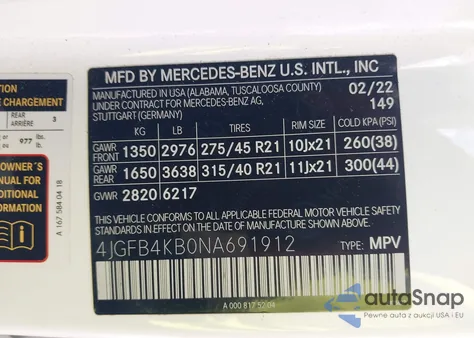 MFD BY MERCEDES-BENZ U.S. INTL., INC
MANUFACTURED IN USA (ALABAMA, TUSCALOOSA COUNTY)
UNDER CONTRACT FOR MERCEDES-BENZ AG,
STUTTGART (GERMANY)
02/22
149
KG LB TIRES RIMS COLD KPA(PSI)
GAWR FRONT 1350 2976 275/45 R21 10Jx21 260(38)
GAWR REAR 1650 3638 315/40 R21 11Jx21 300(44)
GVWR 2820 6217
THIS VEHICLE CONFORMS TO ALL APPLICABLE FEDERAL MOTOR VEHICLE SAFETY
STANDARDS IN EFFECT ON THE DATE OF MANUFACTURE SHOWN ABOVE.
4JGFB4KB0NA691912 TYPE: MPV
A 000 817 52 04
CHARGEMENT
REAR
ARRIÈRE 3
977 lbs.
lb.
OWNER´S
MANUAL FOR
ADDITIONAL
INFORMATION
A 167 584 04 18
autoSnap
Pewne auta z aukcji USA i EU